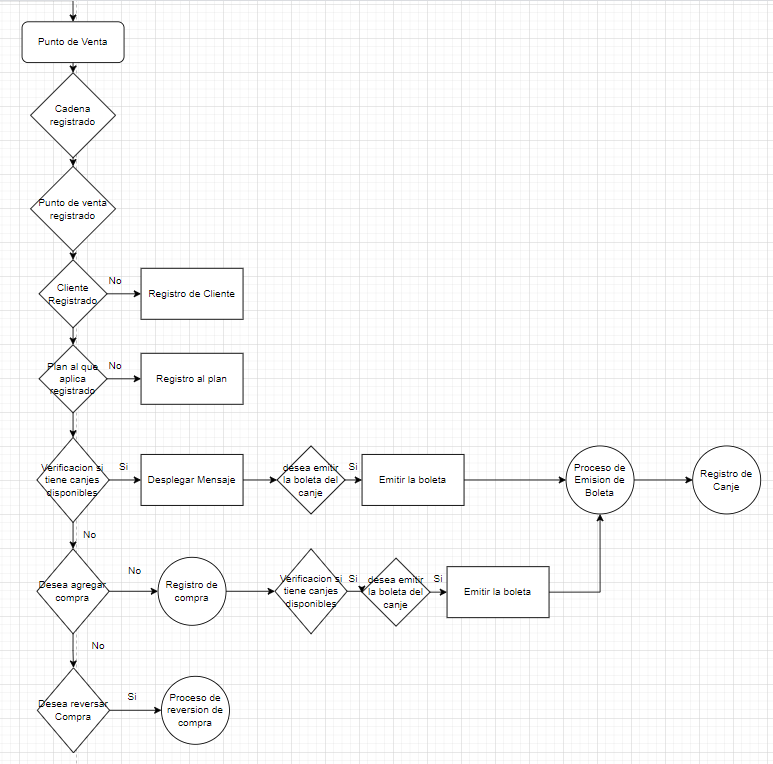 Punto de Venta
Cadena
registrado
Punto de venta
registrado
Cliente
Registrado
No
Registro de Cliente
Plan al que
aplica
registrado
No
Registro al plan
Verificacion si
tiene canjes
disponibles
Si
Desplegar Mensaje
desea emitir
la boleta del
canje
Si
Emitir la boleta
Proceso de
Emision de
Boleta
Registro de
Canje
No
Desea agregar
compra
No
Registro de
compra
Verificacion si
tiene canjes
disponibles
Si
desea emitir
la boleta del
canje
Si
Emitir la boleta
No
Desea reversar
Compra
Si
Proceso de
reversion de
compra